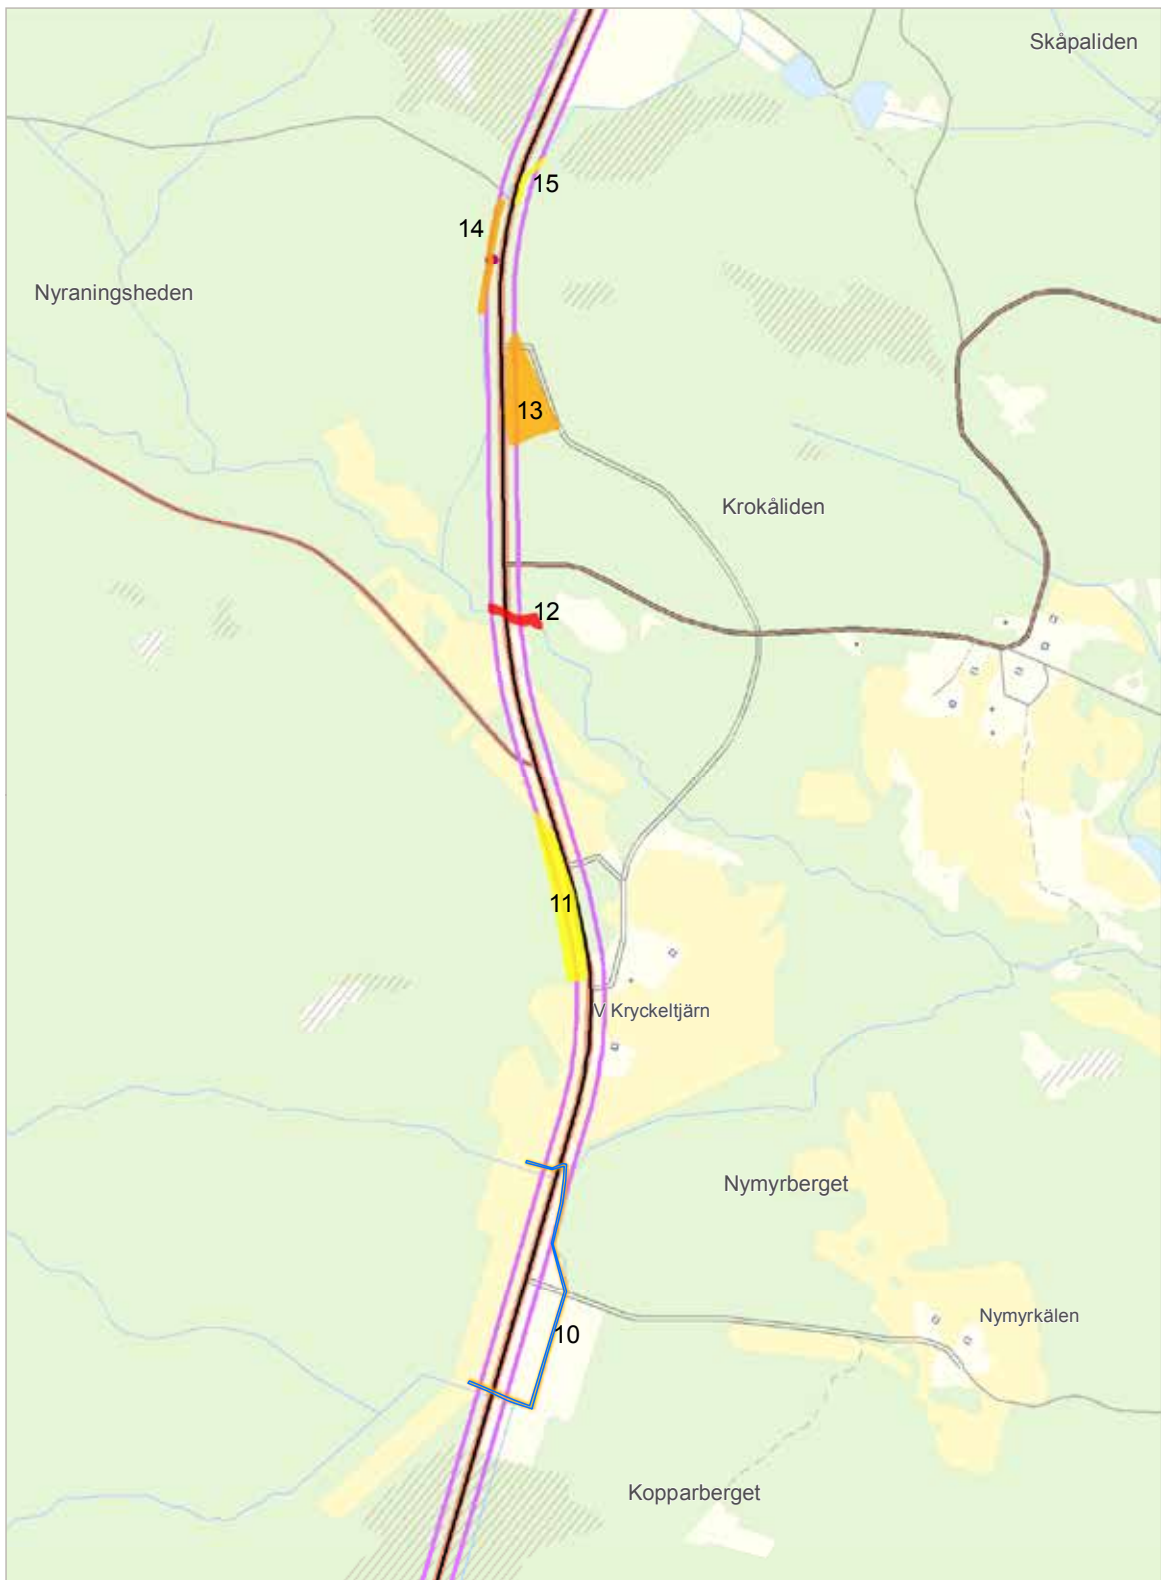 Skåpaliden
15
14
Nyraningsheden
13
Krokåliden
12
11
V Kryckeltjärn
Nymyrberget
Nymyrkälen
10
Kopparberget